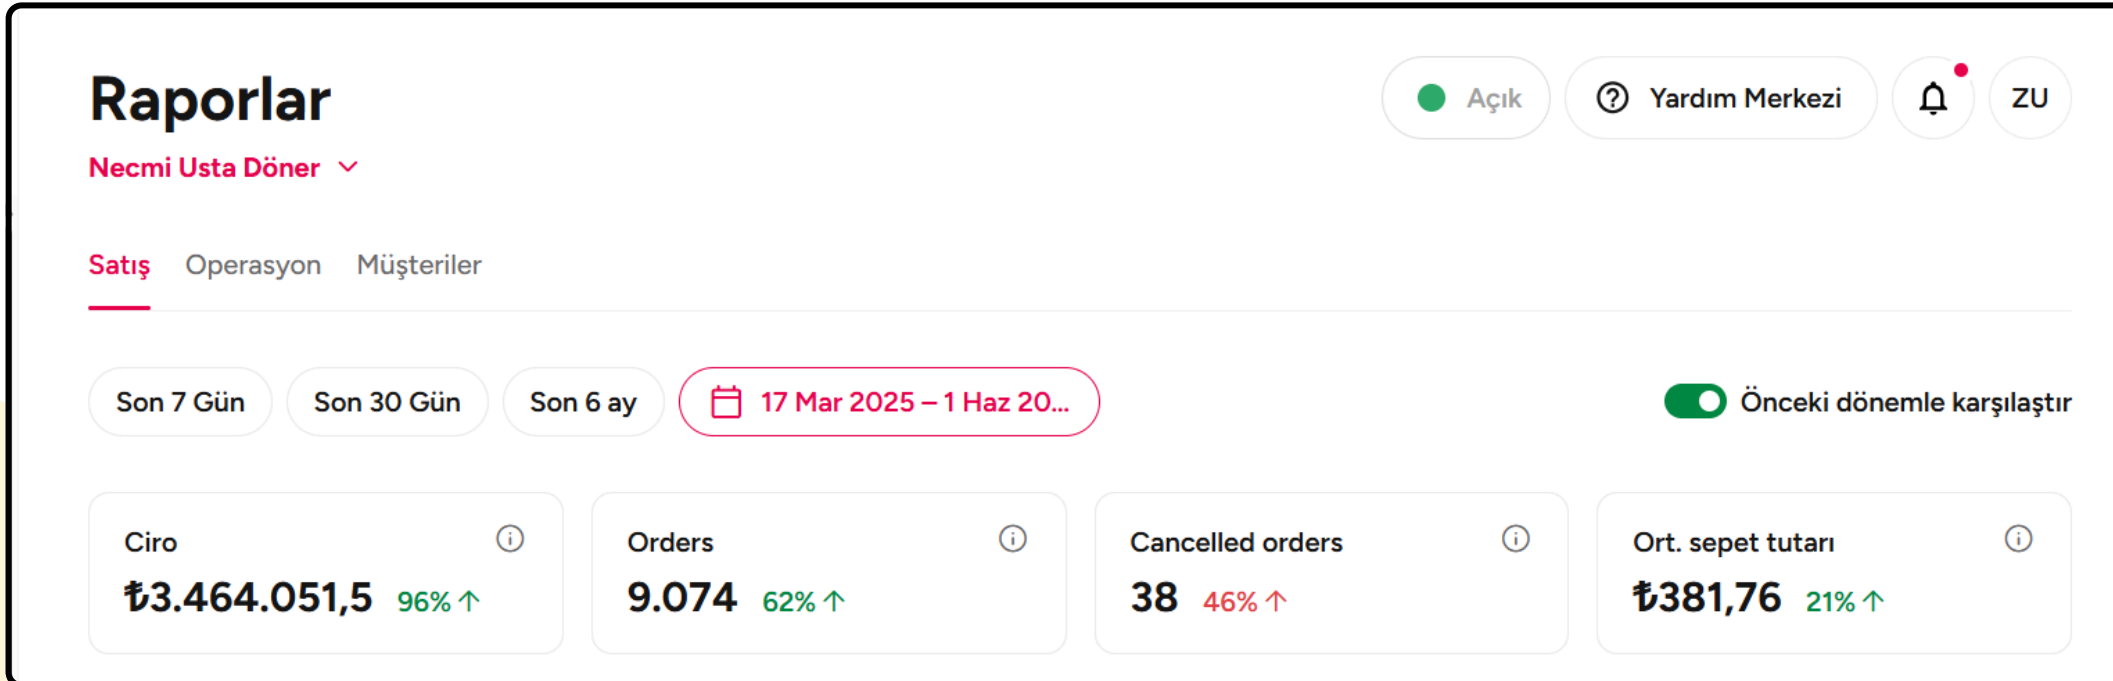 Raporlar
Açık
Yardım Merkezi
ZU
Necmi Usta Döner
Satış Operasyon Müşteriler
Son 7 Gün Son 30 Gün Son 6 ay 17 Mar 2025 – 1 Haz 20... Önceki dönemle karşılaştır
Ciro
₺3.464.051,5 96% ↑
Orders
9.074 62% ↑
Cancelled orders
38 46% ↑
Ort. sepet tutarı
₺381,76 21% ↑